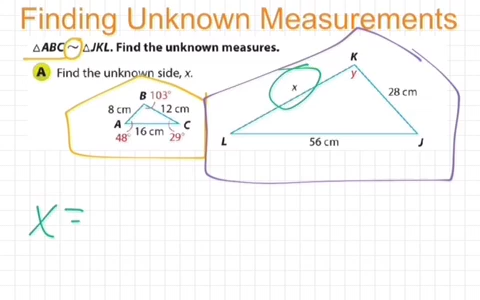 Finding Unknown Measurements
△ABC ~ △JKL. Find the unknown measures.
A Find the unknown side, x.
B 103°
8 cm 12 cm
A 16 cm C
48° 29°
K
y
x
28 cm
L 56 cm J
x =